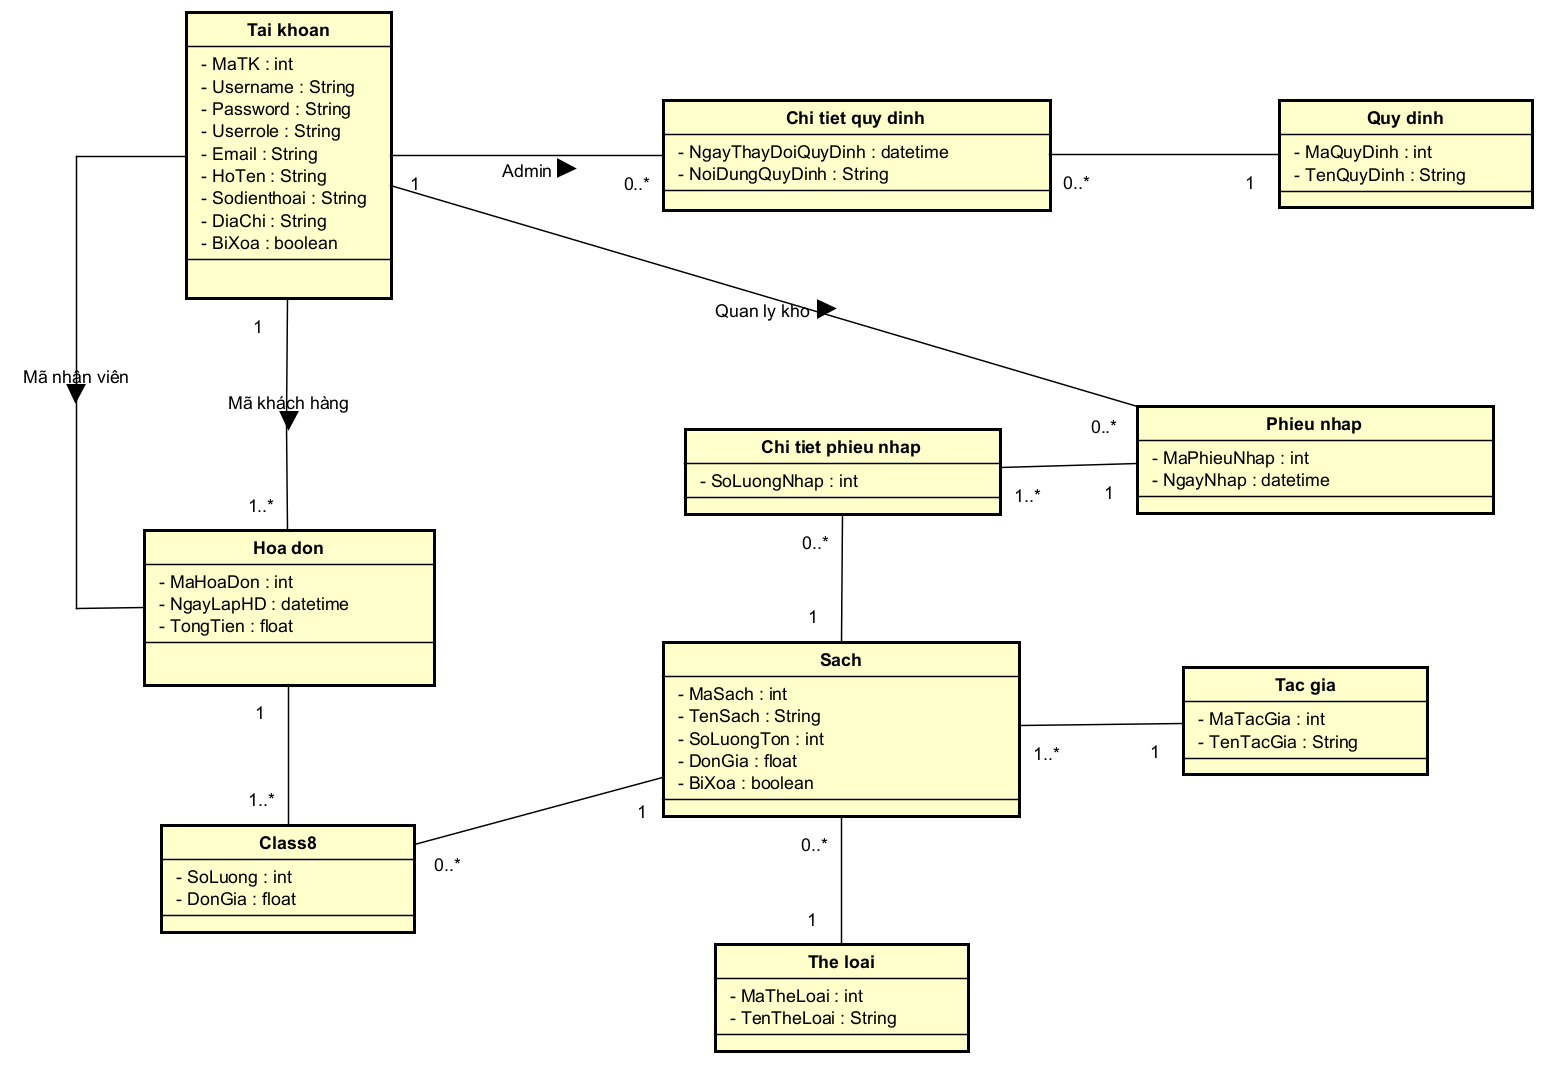 Tai khoan
- MaTK : int
- Username : String
- Password : String
- Userrole : String
- Email : String
- HoTen : String
- Sodienthoai : String
- DiaChi : String
- BiXoa : boolean
Chi tiet quy dinh
- NgayThayDoiQuyDinh : datetime
- NoiDungQuyDinh : String
Quy dinh
- MaQuyDinh : int
- TenQuyDinh : String
Admin
1
0..*
0..*
1
Quan ly kho
1
Mã nhân viên
Mã khách hàng
1..*
0..*
Phieu nhap
- MaPhieuNhap : int
- NgayNhap : datetime
Chi tiet phieu nhap
- SoLuongNhap : int
1..*
1
0..*
1
Hoa don
- MaHoaDon : int
- NgayLapHD : datetime
- TongTien : float
1
1..*
Sach
- MaSach : int
- TenSach : String
- SoLuongTon : int
- DonGia : float
- BiXoa : boolean
Tac gia
- MaTacGia : int
- TenTacGia : String
1..*
1
1
0..*
Class8
- SoLuong : int
- DonGia : float
0..*
1
The loai
- MaTheLoai : int
- TenTheLoai : String